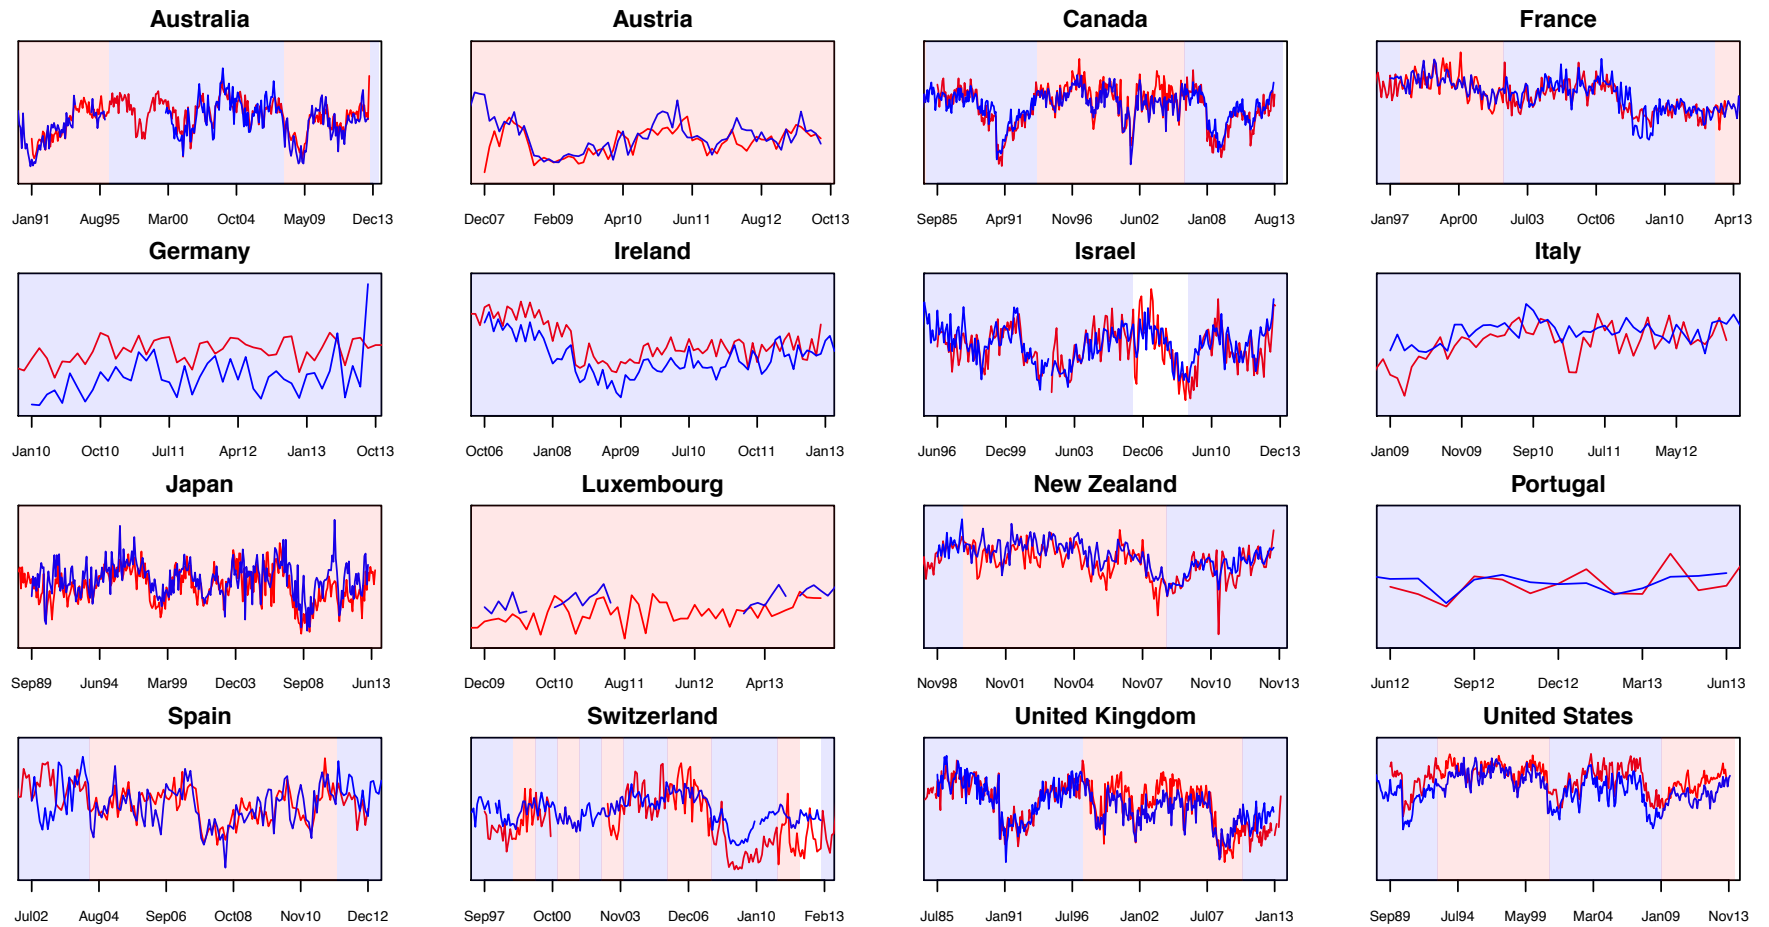 Australia Austria Canada France
Jan91 Aug95 Mar00 Oct04 May09 Dec13 Dec07 Feb09 Apr10 Jun11 Aug12 Oct13 Sep85 Apr91 Nov96 Jun02 Jan08 Aug13 Jan97 Apr00 Jul03 Oct06 Jan10 Apr13
Germany Ireland Israel Italy
Jan10 Oct10 Jul11 Apr12 Jan13 Oct13 Oct06 Jan08 Apr09 Jul10 Oct11 Jan13 Jun96 Dec99 Jun03 Dec06 Jun10 Dec13 Jan09 Nov09 Sep10 Jul11 May12
Japan Luxembourg New Zealand Portugal
Sep89 Jun94 Mar99 Dec03 Sep08 Jun13 Dec09 Oct10 Aug11 Jun12 Apr13 Nov98 Nov01 Nov04 Nov07 Nov10 Nov13 Jun12 Sep12 Dec12 Mar13 Jun13
Spain Switzerland United Kingdom United States
Jul02 Aug04 Sep06 Oct08 Nov10 Dec12 Sep97 Oct00 Nov03 Dec06 Jan10 Feb13 Jul85 Jan91 Jul96 Jan02 Jul07 Jan13 Sep89 Jul94 May99 Mar04 Jan09 Nov13